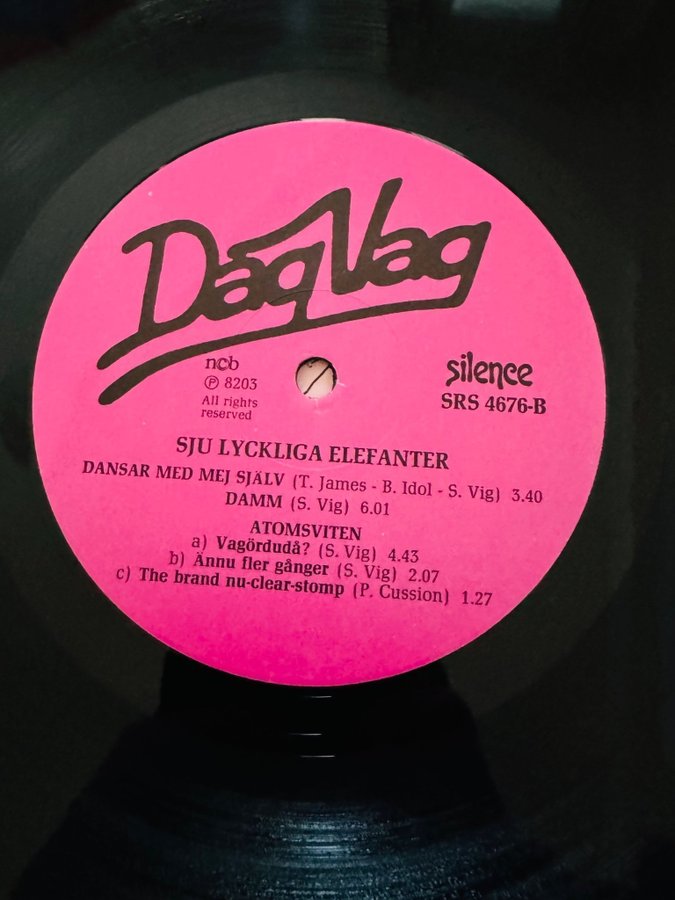 Dag Vag
ncb
℗ 8203
All rights
reserved
silence
SRS 4676-B
SJU LYCKLIGA ELEFANTER
DANSAR MED MEJ SJÄLV (T. James - B. Idol - S. Vig) 3.40
DAMM (S. Vig) 6.01
ATOMSVITEN
a) Vagördudå? (S. Vig) 4.43
b) Ännu fler gånger (S. Vig) 2.07
c) The brand nu-clear-stomp (P. Cussion) 1.27